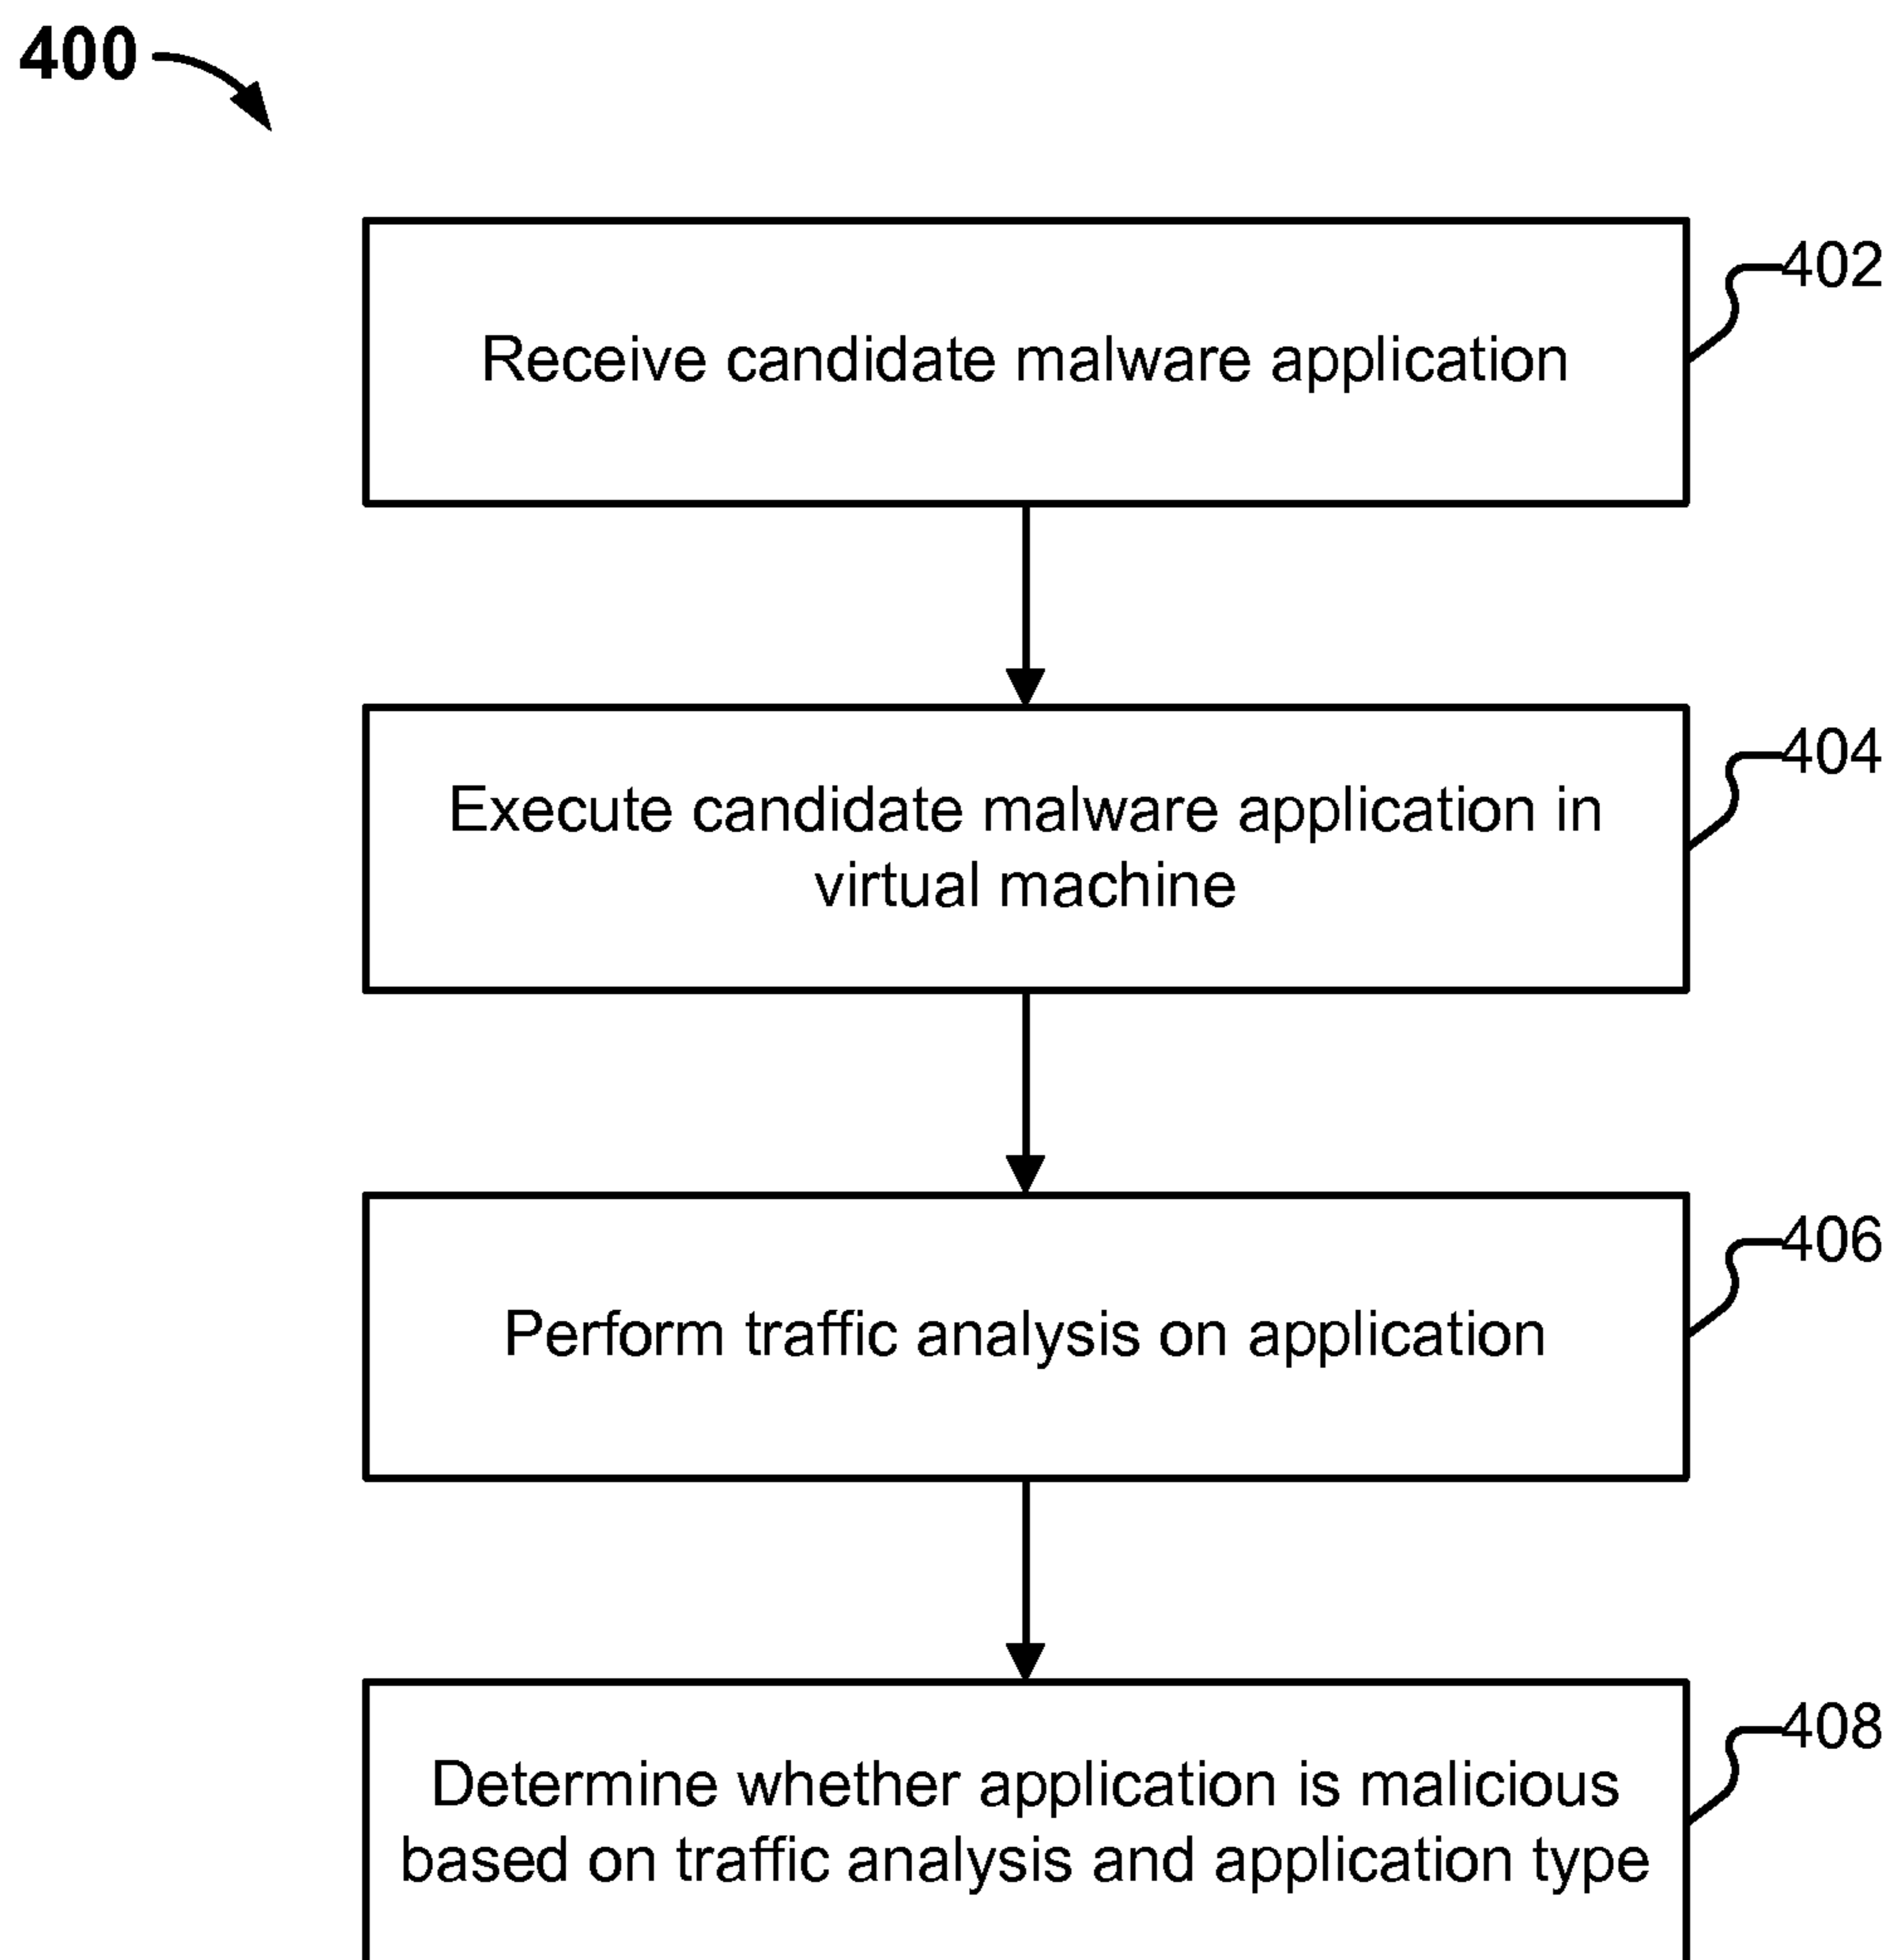 400
402
Receive candidate malware application
404
Execute candidate malware application in
virtual machine
406
Perform traffic analysis on application
408
Determine whether application is malicious
based on traffic analysis and application type